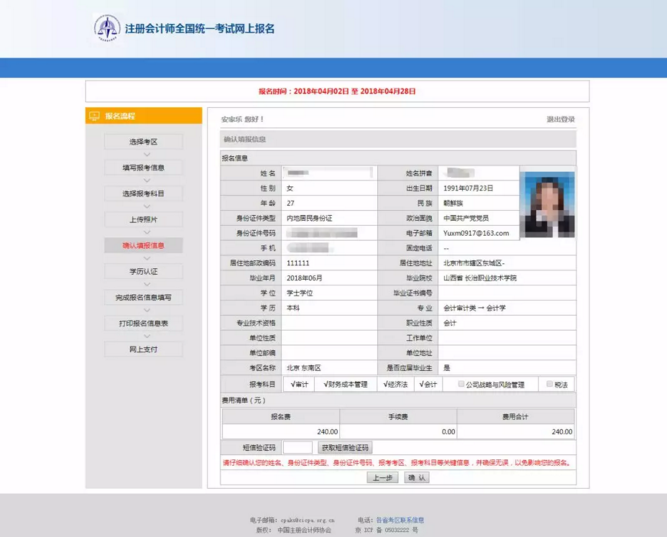 注册会计师全国统一考试网上报名
报名时间：2018年04月02日 至 2018年04月28日
报名流程
选择考区
填写报考信息
选择报考科目
上传照片
确认填报信息
学历认证
完成报名信息填写
打印报名信息表
网上支付
安家乐 您好！ 退出登录
确认填报信息
报名信息
姓 名 姓名拼音
性 别 女 出生日期 1991年07月23日
年 龄 27 民 族 朝鲜族
身份证件类型 内地居民身份证 政治面貌 中国共产党党员
身份证件号码 电子邮箱 Yuxm0917@163.com
手 机 固定电话 --
居住地邮政编码 111111 居住地地址 北京市市辖区东城区-
毕业年月 2018年06月 毕业院校 山西省 长治职业技术学院
学 位 学士学位 毕业证书编号
学 历 本科 专 业 会计审计类 → 会计学
专业技术资格 职业性质 会计
单位性质 工作单位
单位邮编 单位地址
考区名称 北京 东南区 是否应届毕业生 是
报考科目 √审计 √财务成本管理 √经济法 √会计 公司战略与风险管理 税法
费用清单（元）
报名费 手续费 费用合计
240.00 0.00 240.00
短信验证码 获取短信验证码
请仔细确认您的姓名、身份证件类型、身份证件号码、报考考区、报考科目等关键信息，并确保无误，以免影响您的报名。
上一步 确 认
电子邮箱：cpaks@cicpa.org.cn 电话：各省考区联系信息
版权： 中国注册会计师协会 京 ICP 备 05032222 号